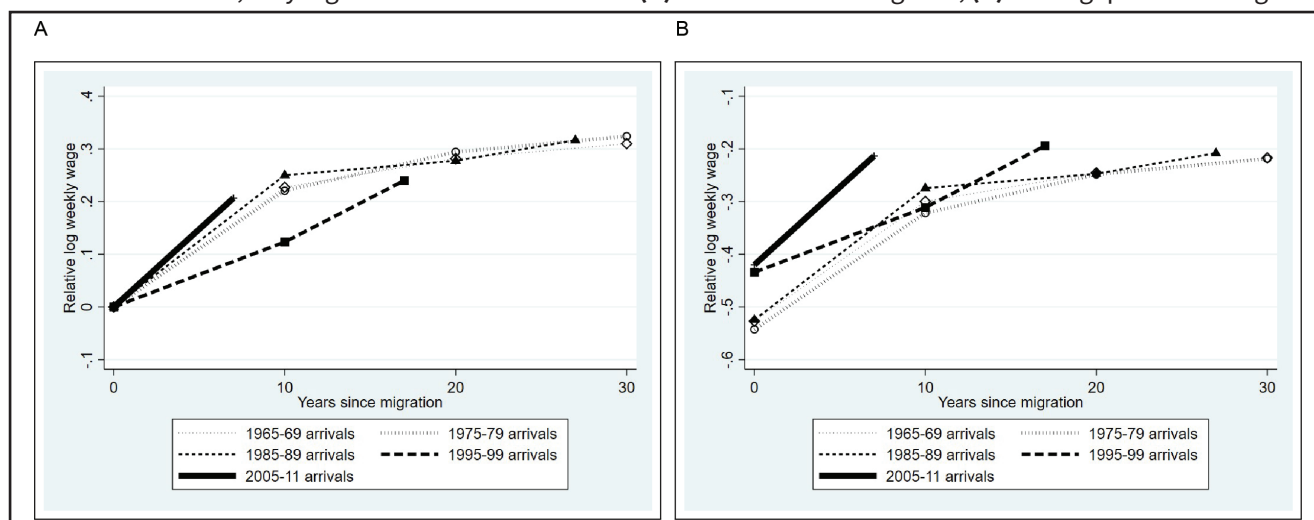 A
B
Relative log weekly wage
.4
.3
.2
.1
0
-.1
0
10
20
30
Years since migration
1965-69 arrivals
1975-79 arrivals
1985-89 arrivals
1995-99 arrivals
2005-11 arrivals
Relative log weekly wage
-.1
-.2
-.3
-.4
-.5
-.6
0
10
20
30
Years since migration
1965-69 arrivals
1975-79 arrivals
1985-89 arrivals
1995-99 arrivals
2005-11 arrivals